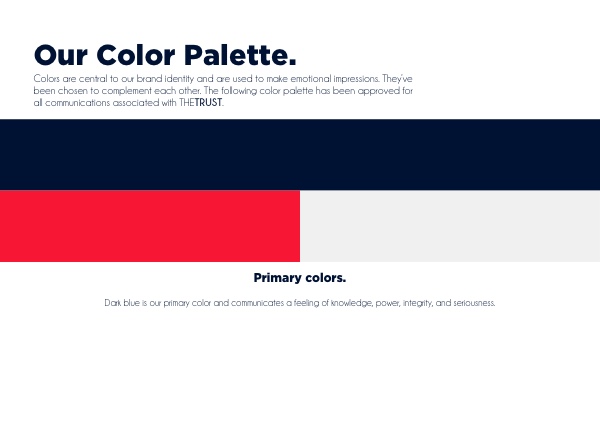 Our Color Palette.
Colors are central to our brand identity and are used to make emotional impressions. They've
been chosen to complement each other. The following color palette has been approved for
all communications associated with THETRUST.
Primary colors.
Dark blue is our primary color and communicates a feeling of knowledge, power, integrity, and seriousness.